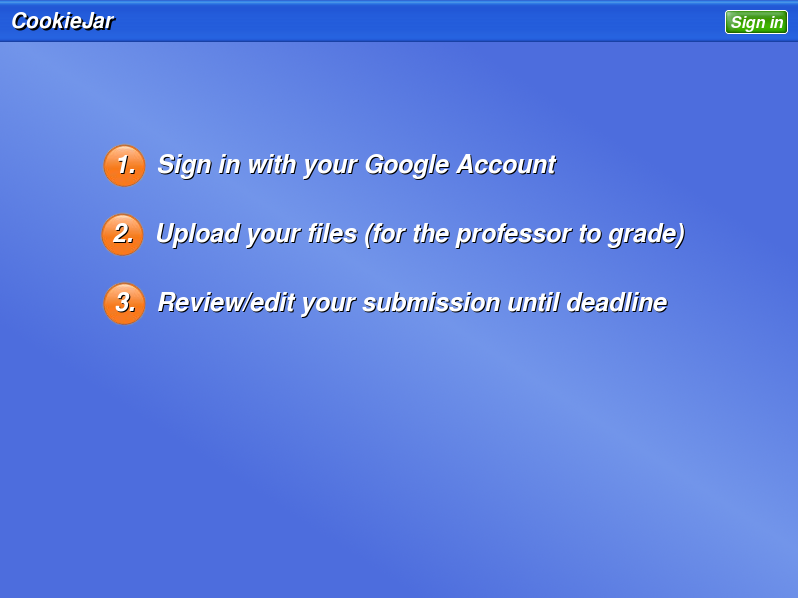 CookieJar
Sign in
1. Sign in with your Google Account
2. Upload your files (for the professor to grade)
3. Review/edit your submission until deadline